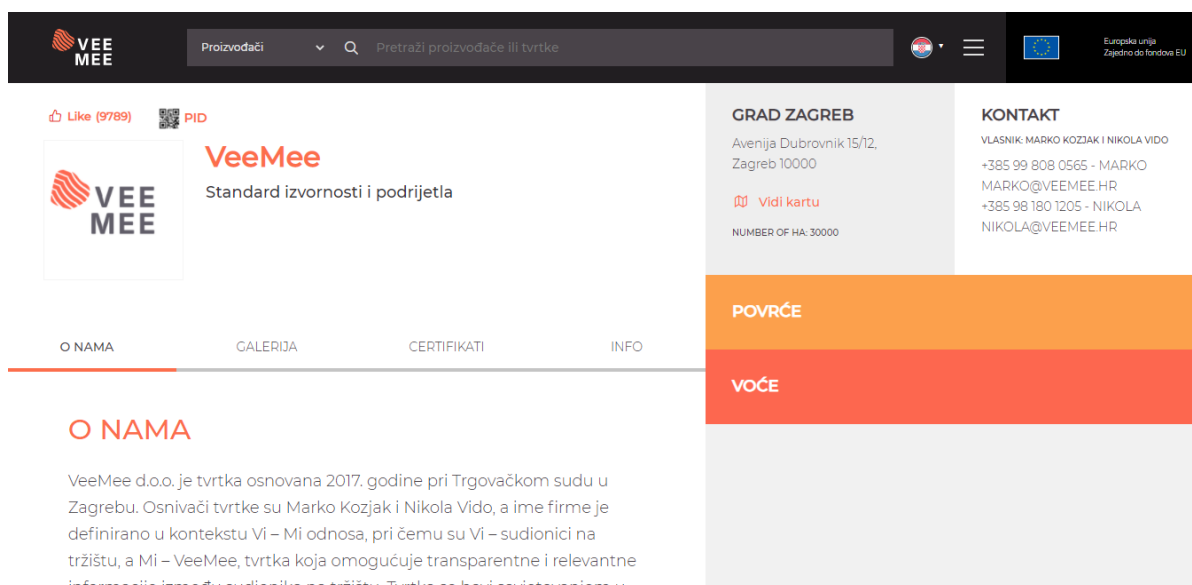 VEE
MEE
Proizvođači
Pretraži proizvođače ili tvrtke
Europska unija
Zajedno do fondova EU
Like (9789)
PID
VEE
MEE
VeeMee
Standard izvornosti i podrijetla
GRAD ZAGREB
Avenija Dubrovnik 15/12,
Zagreb 10000
Vidi kartu
NUMBER OF HA: 30000
KONTAKT
VLASNIK: MARKO KOZJAK I NIKOLA VIDO
+385 99 808 0565 - MARKO
MARKO@VEEMEE.HR
+385 98 180 1205 - NIKOLA
NIKOLA@VEEMEE.HR
POVRĆE
VOĆE
O NAMA
GALERIJA
CERTIFIKATI
INFO
O NAMA
VeeMee d.o.o. je tvrtka osnovana 2017. godine pri Trgovačkom sudu u
Zagrebu. Osnivači tvrtke su Marko Kozjak i Nikola Vido, a ime firme je
definirano u kontekstu Vi – Mi odnosa, pri čemu su Vi – sudionici na
tržištu, a Mi – VeeMee, tvrtka koja omogućuje transparentne i relevantne